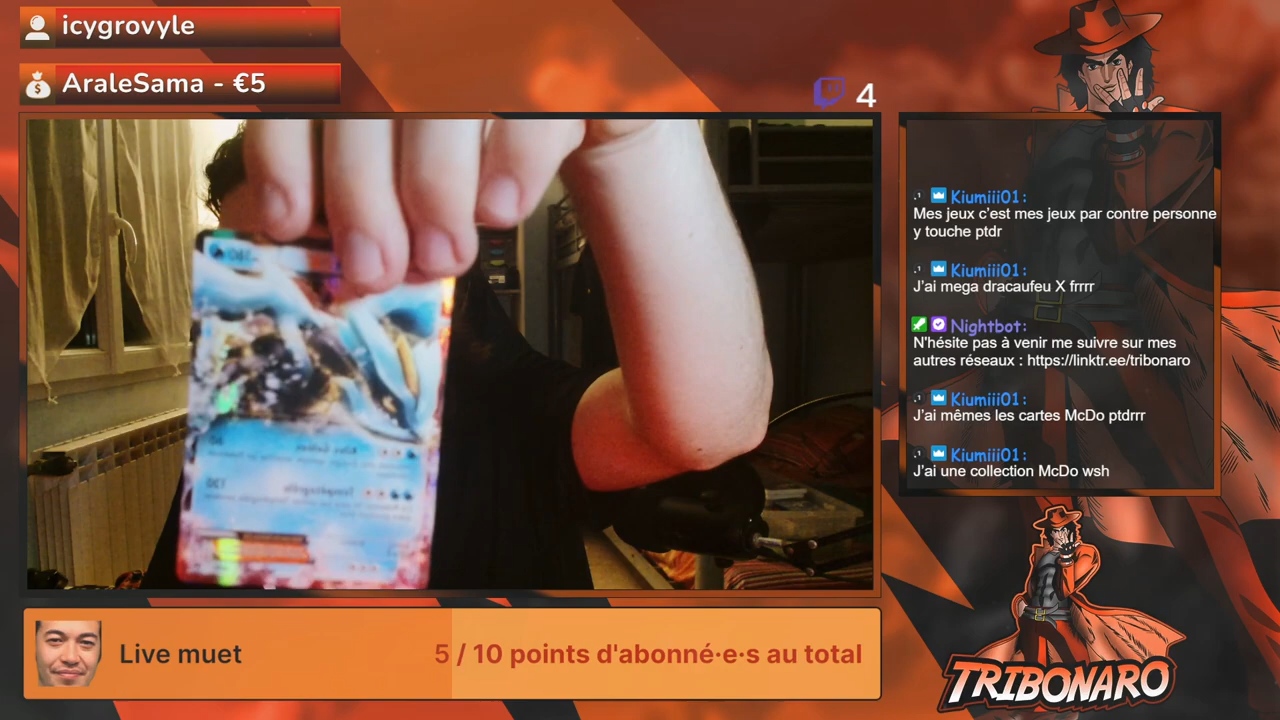 icygrovyle
AraleSama - €5
4
Kiumiii01:
Mes jeux c'est mes jeux par contre personne
y touche ptdr
Kiumiii01:
J'ai mega dracaufeu X frrrr
Nightbot:
N'hésite pas à venir me suivre sur mes
autres réseaux : https://linktr.ee/tribonaro
Kiumiii01:
J'ai mêmes les cartes McDo ptdrrr
Kiumiii01:
J'ai une collection McDo wsh
Live muet
5 / 10 points d'abonné·e·s au total
TRIBONARO